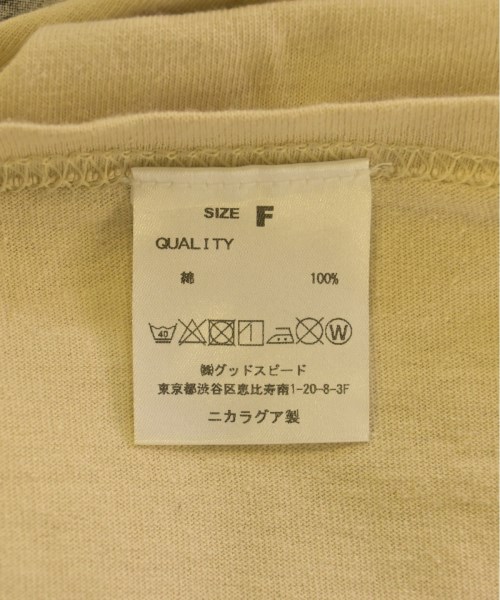 SIZE F
QUALITY
綿 100%
40 W
㈱グッドスピード
東京都渋谷区恵比寿南1-20-8-3F
ニカラグア製